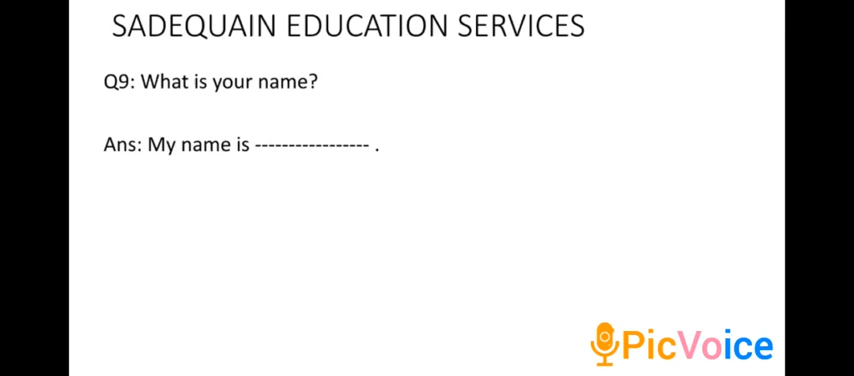 SADEQUAIN EDUCATION SERVICES
Q9: What is your name?
Ans: My name is ----------------- .
PicVoice